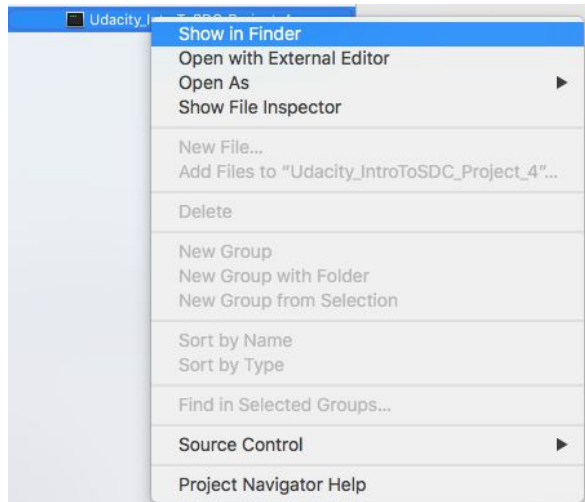 Udacity_I
Show in Finder
Open with External Editor
Open As
Show File Inspector
New File...
Add Files to “Udacity_IntroToSDC_Project_4”...
Delete
New Group
New Group with Folder
New Group from Selection
Sort by Name
Sort by Type
Find in Selected Groups...
Source Control
Project Navigator Help